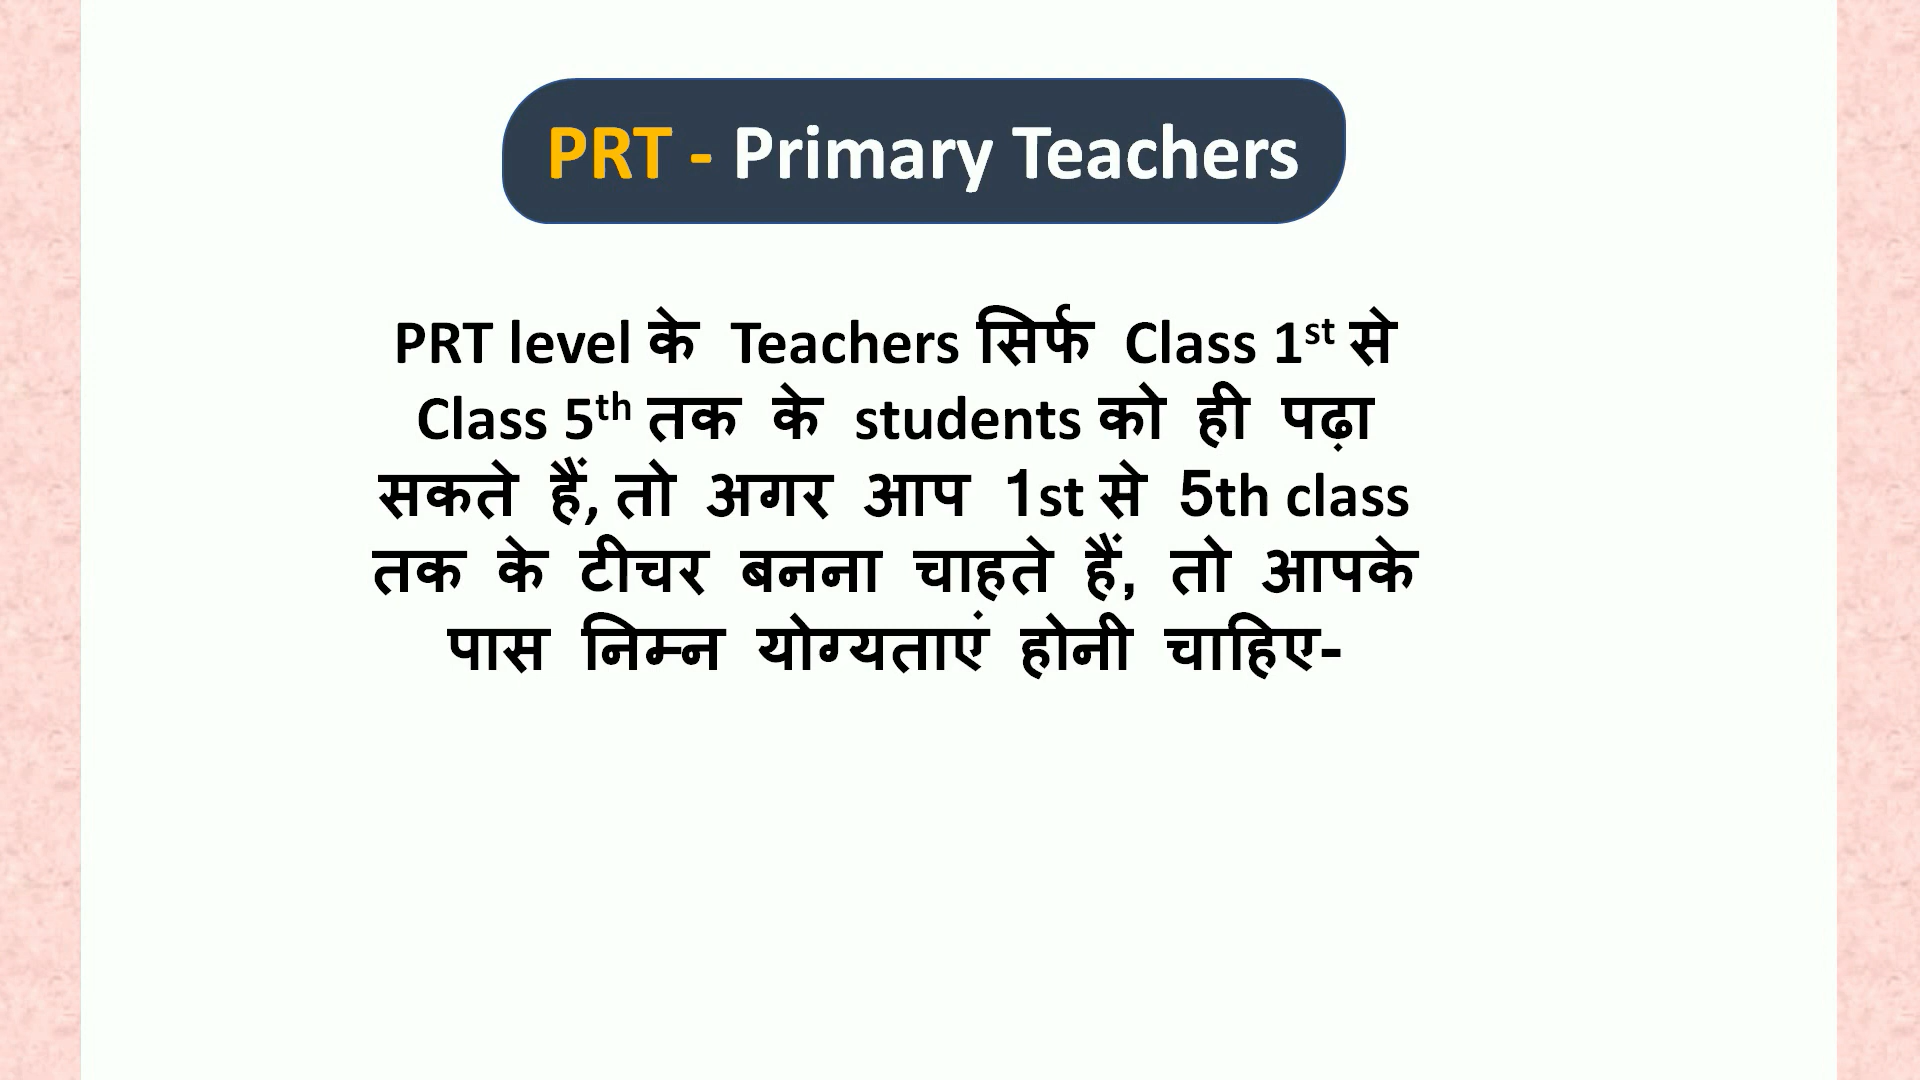 PRT - Primary Teachers
PRT level के Teachers सिर्फ Class 1st से
Class 5th तक के students को ही पढ़ा
सकते हैं, तो अगर आप 1st से 5th class
तक के टीचर बनना चाहते हैं, तो आपके
पास निम्न योग्यताएं होनी चाहिए-